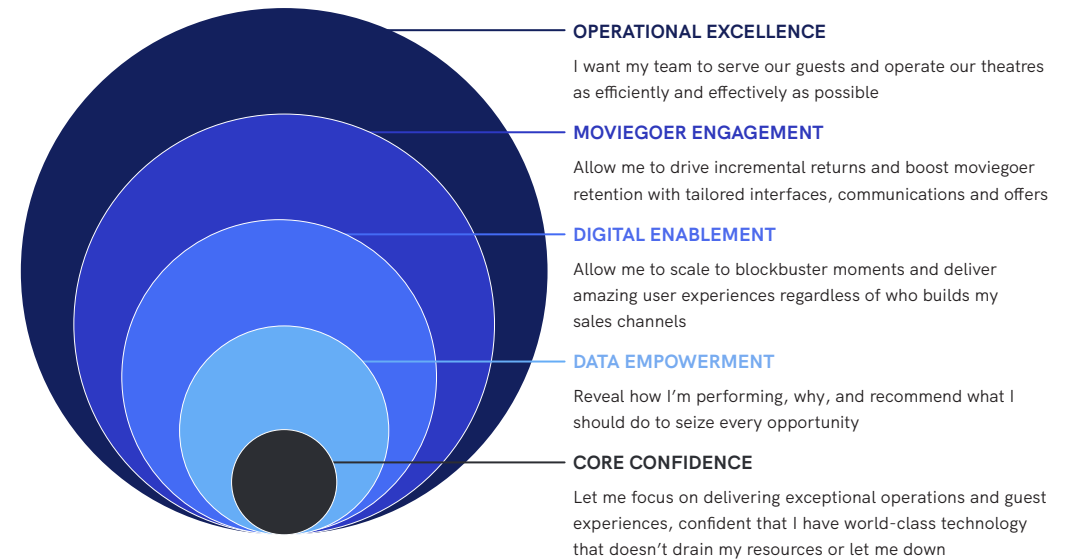 OPERATIONAL EXCELLENCE
I want my team to serve our guests and operate our theatres
as efficiently and effectively as possible
MOVIEGOER ENGAGEMENT
Allow me to drive incremental returns and boost moviegoer
retention with tailored interfaces, communications and offers
DIGITAL ENABLEMENT
Allow me to scale to blockbuster moments and deliver
amazing user experiences regardless of who builds my
sales channels
DATA EMPOWERMENT
Reveal how I’m performing, why, and recommend what I
should do to seize every opportunity
CORE CONFIDENCE
Let me focus on delivering exceptional operations and guest
experiences, confident that I have world-class technology
that doesn’t drain my resources or let me down